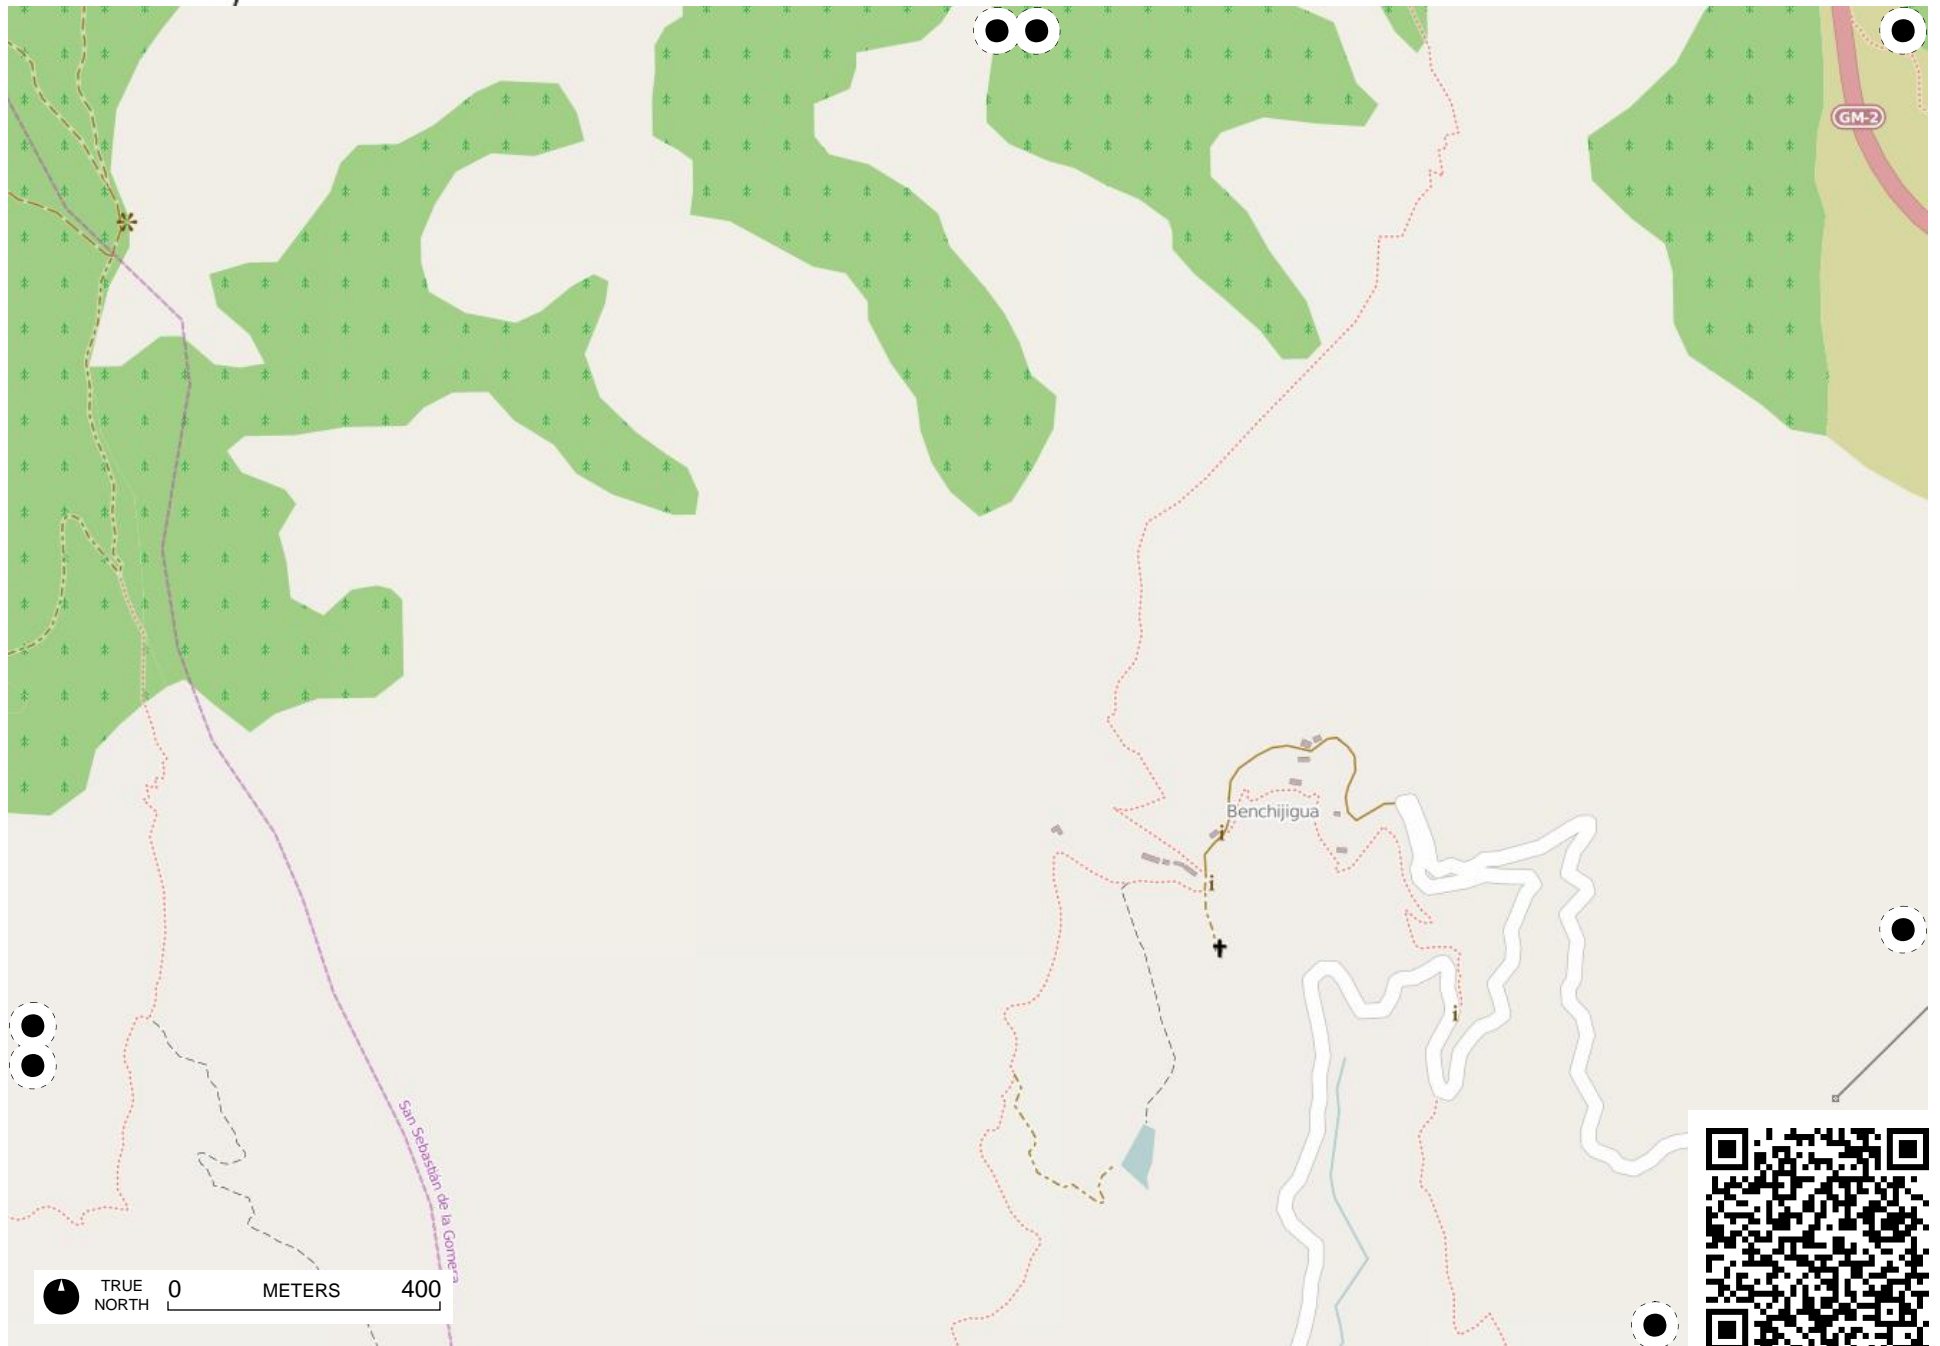 GM-2
Benchijigua
i
i
i
San Sebastián de la Gomera
TRUE
NORTH
0 METERS 400